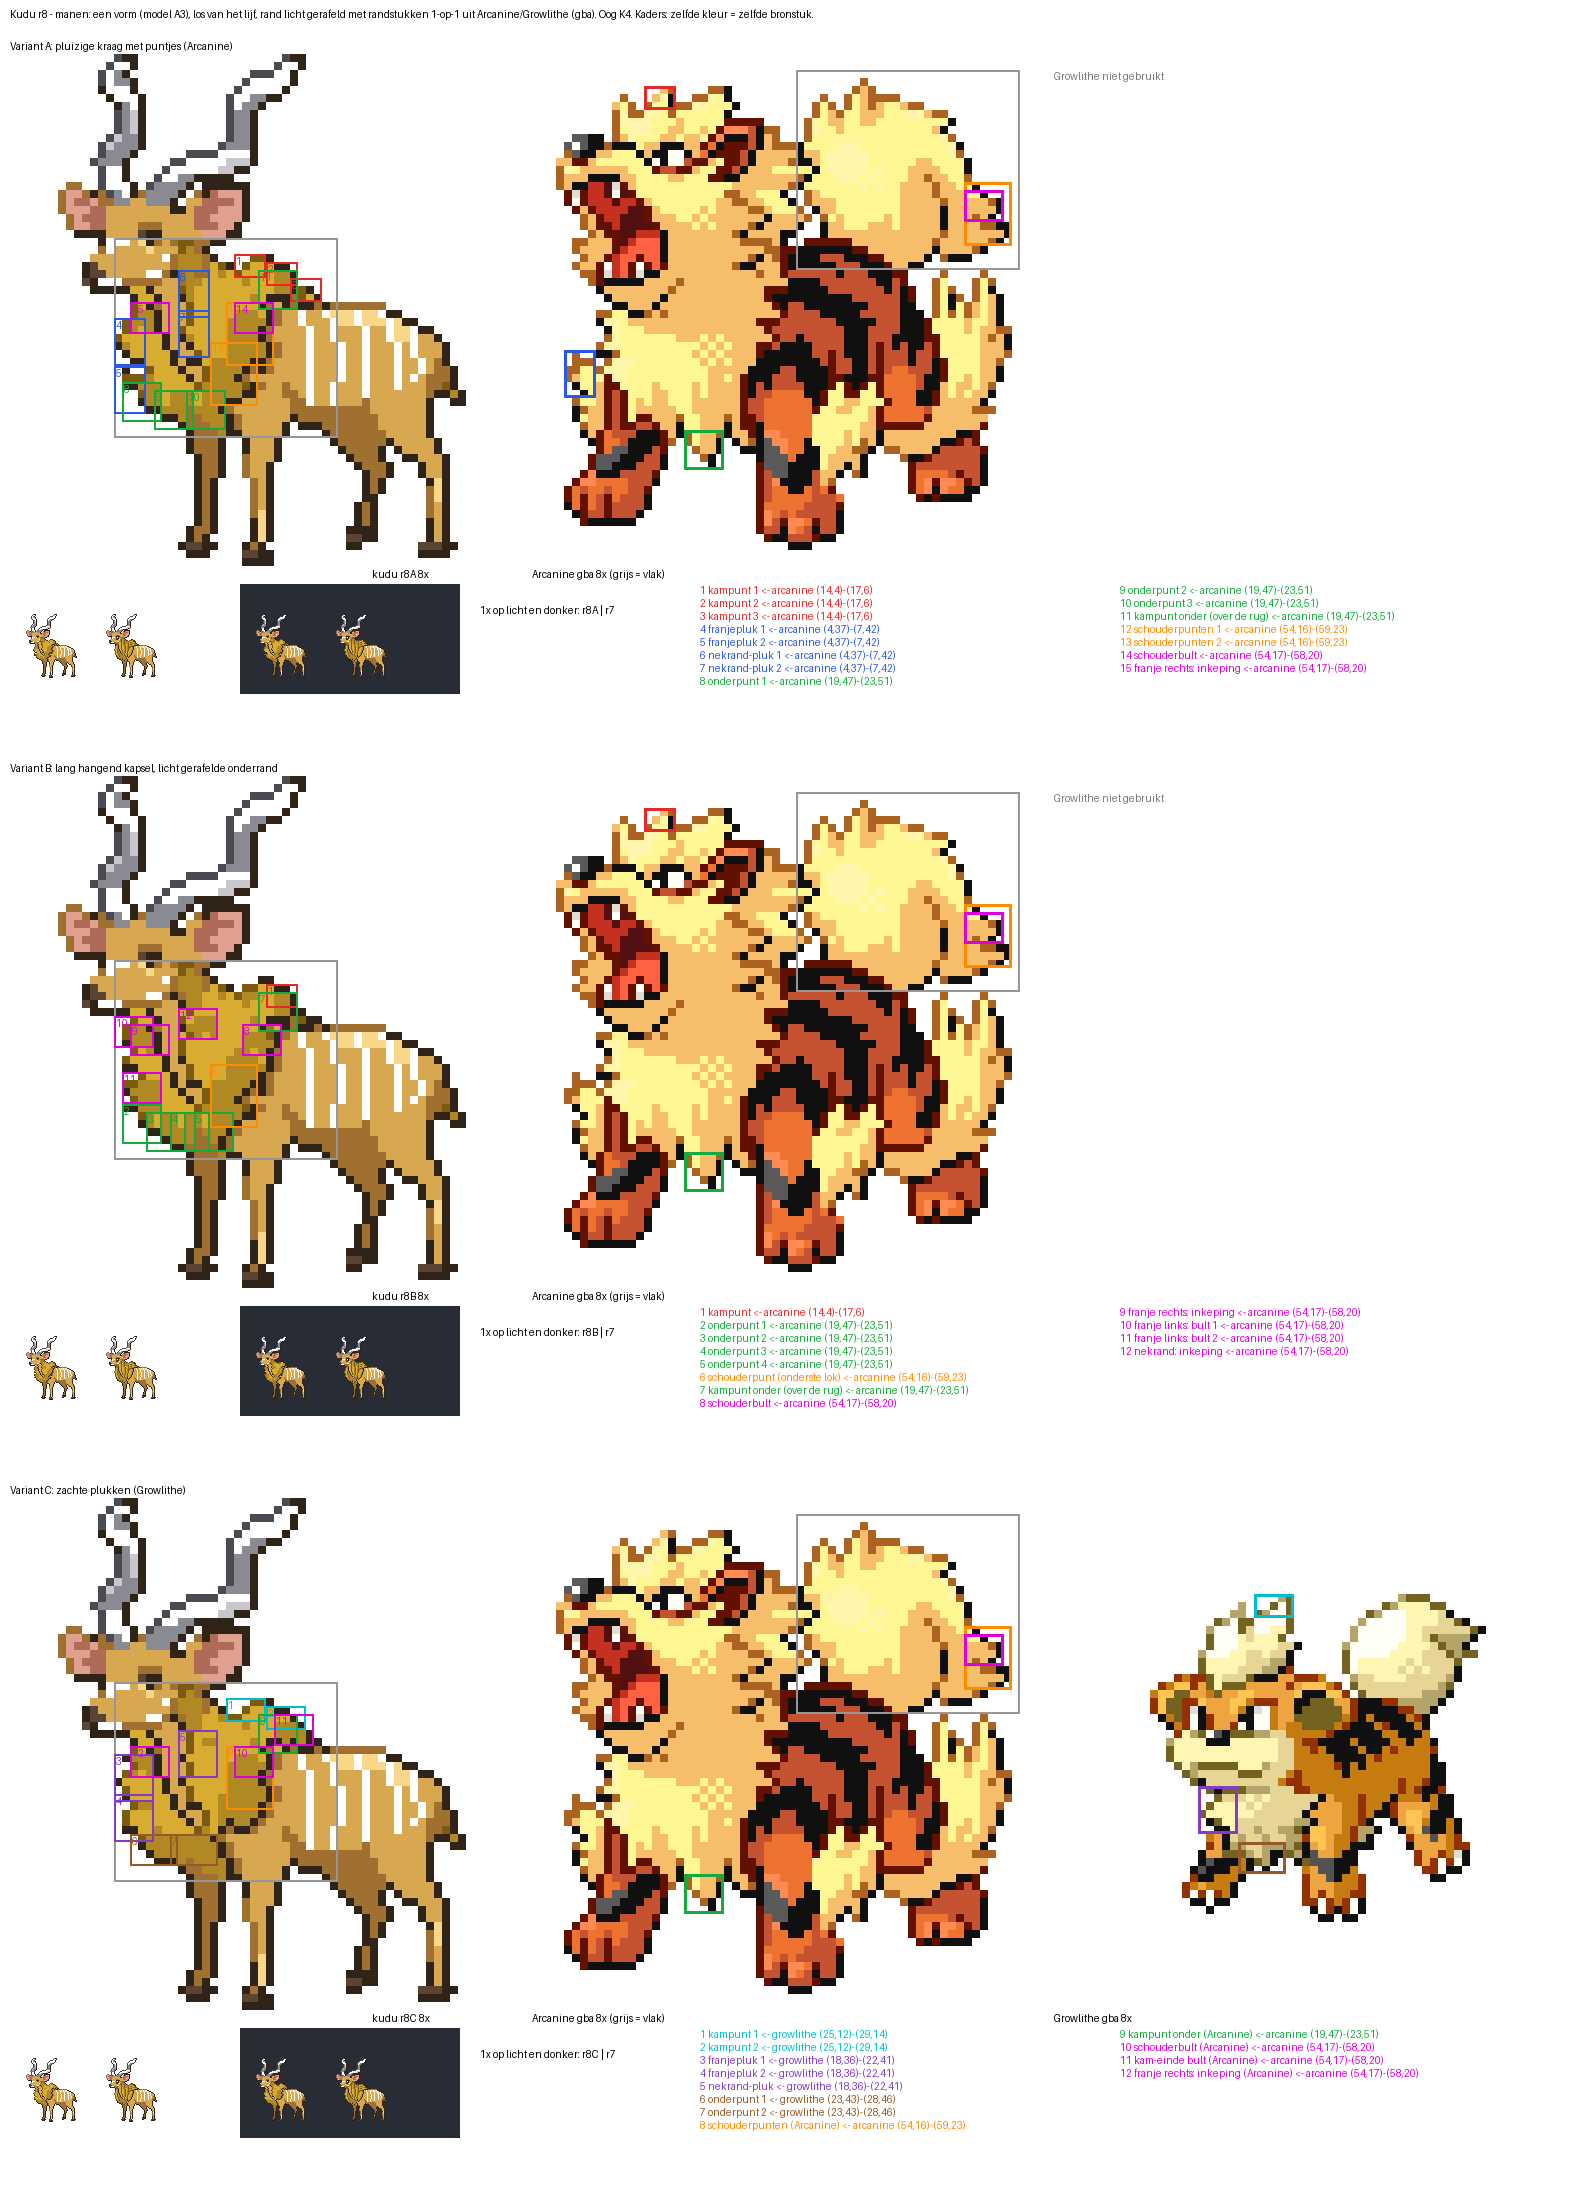 Kudu r8 - manen: een vorm (model A3), los van het lijf, rand licht gerafeld met randstukken 1-op-1 uit Arcanine/Growlithe (gba). Oog K4. Kaders: zelfde kleur = zelfde bronstuk.
Variant A: pluizige kraag met puntjes (Arcanine)
Growlithe niet gebruikt
kudu r8A 8x
Arcanine gba 8x (grijs = vlak)
1x op licht en donker: r8A | r7
1 kampunt 1 <- arcanine (14,4)-(17,6)
2 kampunt 2 <- arcanine (14,4)-(17,6)
3 kampunt 3 <- arcanine (14,4)-(17,6)
4 franjepluk 1 <- arcanine (4,37)-(7,42)
5 franjepluk 2 <- arcanine (4,37)-(7,42)
6 nekrand-pluk 1 <- arcanine (4,37)-(7,42)
7 nekrand-pluk 2 <- arcanine (4,37)-(7,42)
8 onderpunt 1 <- arcanine (19,47)-(23,51)
9 onderpunt 2 <- arcanine (19,47)-(23,51)
10 onderpunt 3 <- arcanine (19,47)-(23,51)
11 kampunt onder (over de rug) <- arcanine (19,47)-(23,51)
12 schouderpunten 1 <- arcanine (54,16)-(59,23)
13 schouderpunten 2 <- arcanine (54,16)-(59,23)
14 schouderbult <- arcanine (54,17)-(58,20)
15 franje rechts: inkeping <- arcanine (54,17)-(58,20)
Variant B: lang hangend kapsel, licht gerafelde onderrand
Growlithe niet gebruikt
kudu r8B 8x
Arcanine gba 8x (grijs = vlak)
1x op licht en donker: r8B | r7
1 kampunt <- arcanine (14,4)-(17,6)
2 onderpunt 1 <- arcanine (19,47)-(23,51)
3 onderpunt 2 <- arcanine (19,47)-(23,51)
4 onderpunt 3 <- arcanine (19,47)-(23,51)
5 onderpunt 4 <- arcanine (19,47)-(23,51)
6 schouderpunt (onderste lok) <- arcanine (54,16)-(59,23)
7 kampunt onder (over de rug) <- arcanine (19,47)-(23,51)
8 schouderbult <- arcanine (54,17)-(58,20)
9 franje rechts: inkeping <- arcanine (54,17)-(58,20)
10 franje links: bult 1 <- arcanine (54,17)-(58,20)
11 franje links: bult 2 <- arcanine (54,17)-(58,20)
12 nekrand: inkeping <- arcanine (54,17)-(58,20)
Variant C: zachte plukken (Growlithe)
kudu r8C 8x
Arcanine gba 8x (grijs = vlak)
Growlithe gba 8x
1x op licht en donker: r8C | r7
1 kampunt 1 <- growlithe (25,12)-(29,14)
2 kampunt 2 <- growlithe (25,12)-(29,14)
3 franjepluk 1 <- growlithe (18,36)-(22,41)
4 franjepluk 2 <- growlithe (18,36)-(22,41)
5 nekrand-pluk <- growlithe (18,36)-(22,41)
6 onderpunt 1 <- growlithe (23,43)-(28,46)
7 onderpunt 2 <- growlithe (23,43)-(28,46)
8 schouderpunten (Arcanine) <- arcanine (54,16)-(59,23)
9 kampunt onder (Arcanine) <- arcanine (19,47)-(23,51)
10 schouderbult (Arcanine) <- arcanine (54,17)-(58,20)
11 kam-einde bult (Arcanine) <- arcanine (54,17)-(58,20)
12 franje rechts: inkeping (Arcanine) <- arcanine (54,17)-(58,20)